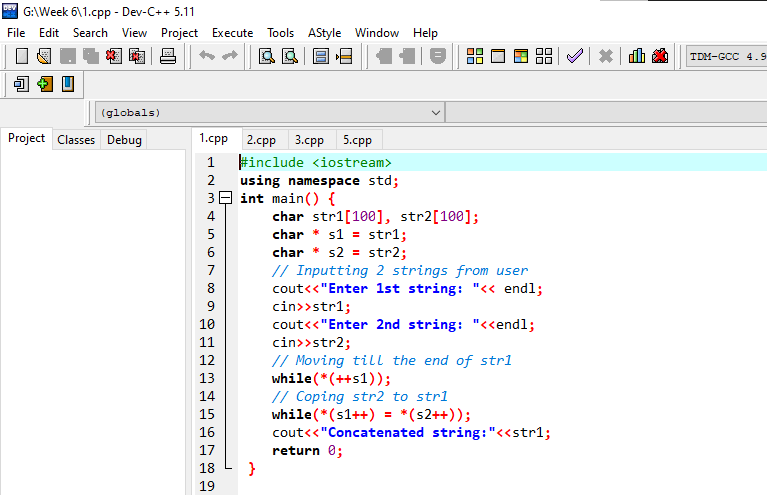 G:\Week 6\1.cpp - Dev-C++ 5.11
File Edit Search View Project Execute Tools AStyle Window Help
TDM-GCC 4.9
(globals)
Project Classes Debug
1.cpp 2.cpp 3.cpp 5.cpp
1 #include <iostream>
2 using namespace std;
3 int main() {
4 char str1[100], str2[100];
5 char * s1 = str1;
6 char * s2 = str2;
7 // Inputting 2 strings from user
8 cout<<"Enter 1st string: "<< endl;
9 cin>>str1;
10 cout<<"Enter 2nd string: "<<endl;
11 cin>>str2;
12 // Moving till the end of str1
13 while(*(++s1));
14 // Coping str2 to str1
15 while(*(s1++) = *(s2++));
16 cout<<"Concatenated string:"<<str1;
17 return 0;
18 }
19